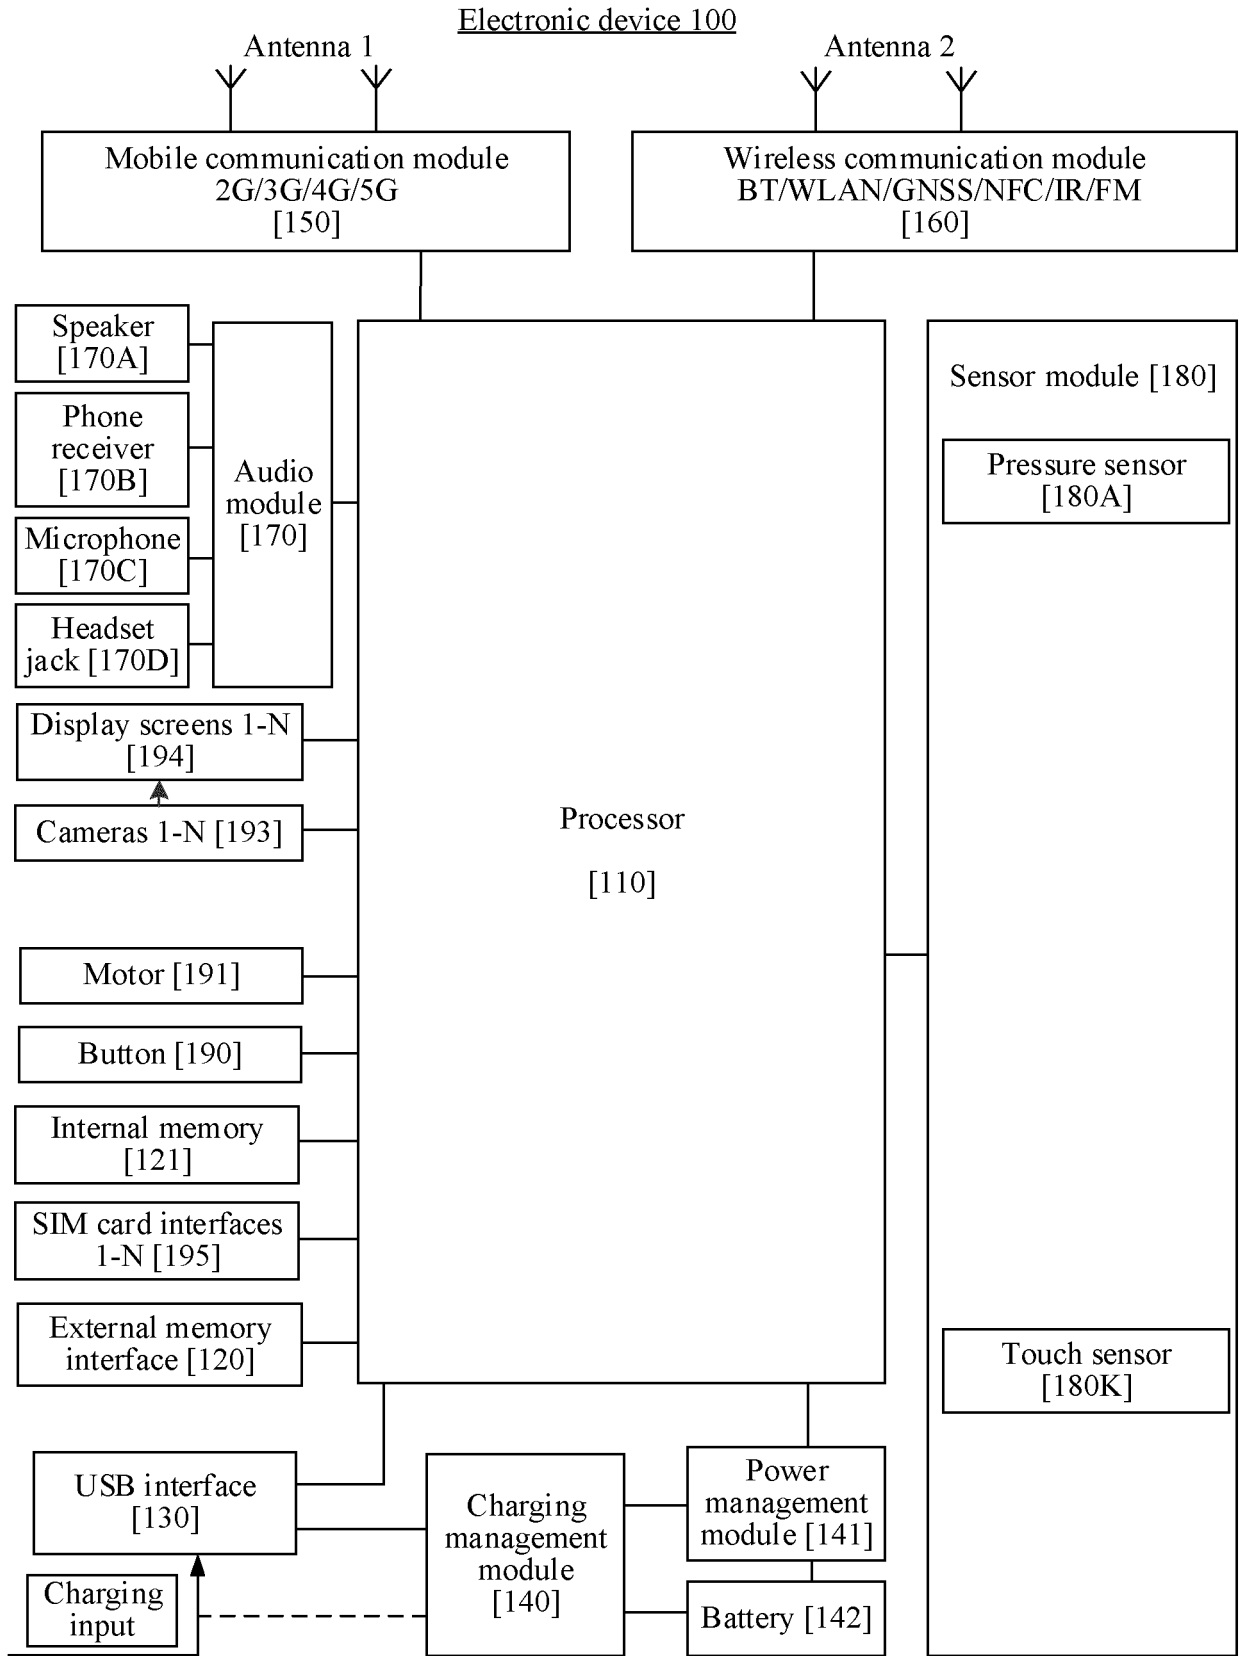 Electronic device 100
Antenna 1
Antenna 2
Mobile communication module
2G/3G/4G/5G
[150]
Wireless communication module
BT/WLAN/GNSS/NFC/IR/FM
[160]
Speaker
[170A]
Phone
receiver
[170B]
Microphone
[170C]
Headset
jack [170D]
Audio
module
[170]
Display screens 1-N
[194]
Cameras 1-N [193]
Motor [191]
Button [190]
Internal memory
[121]
SIM card interfaces
1-N [195]
External memory
interface [120]
Processor
[110]
Sensor module [180]
Pressure sensor
[180A]
Touch sensor
[180K]
USB interface
[130]
Charging
input
Charging
management
module
[140]
Power
management
module [141]
Battery [142]